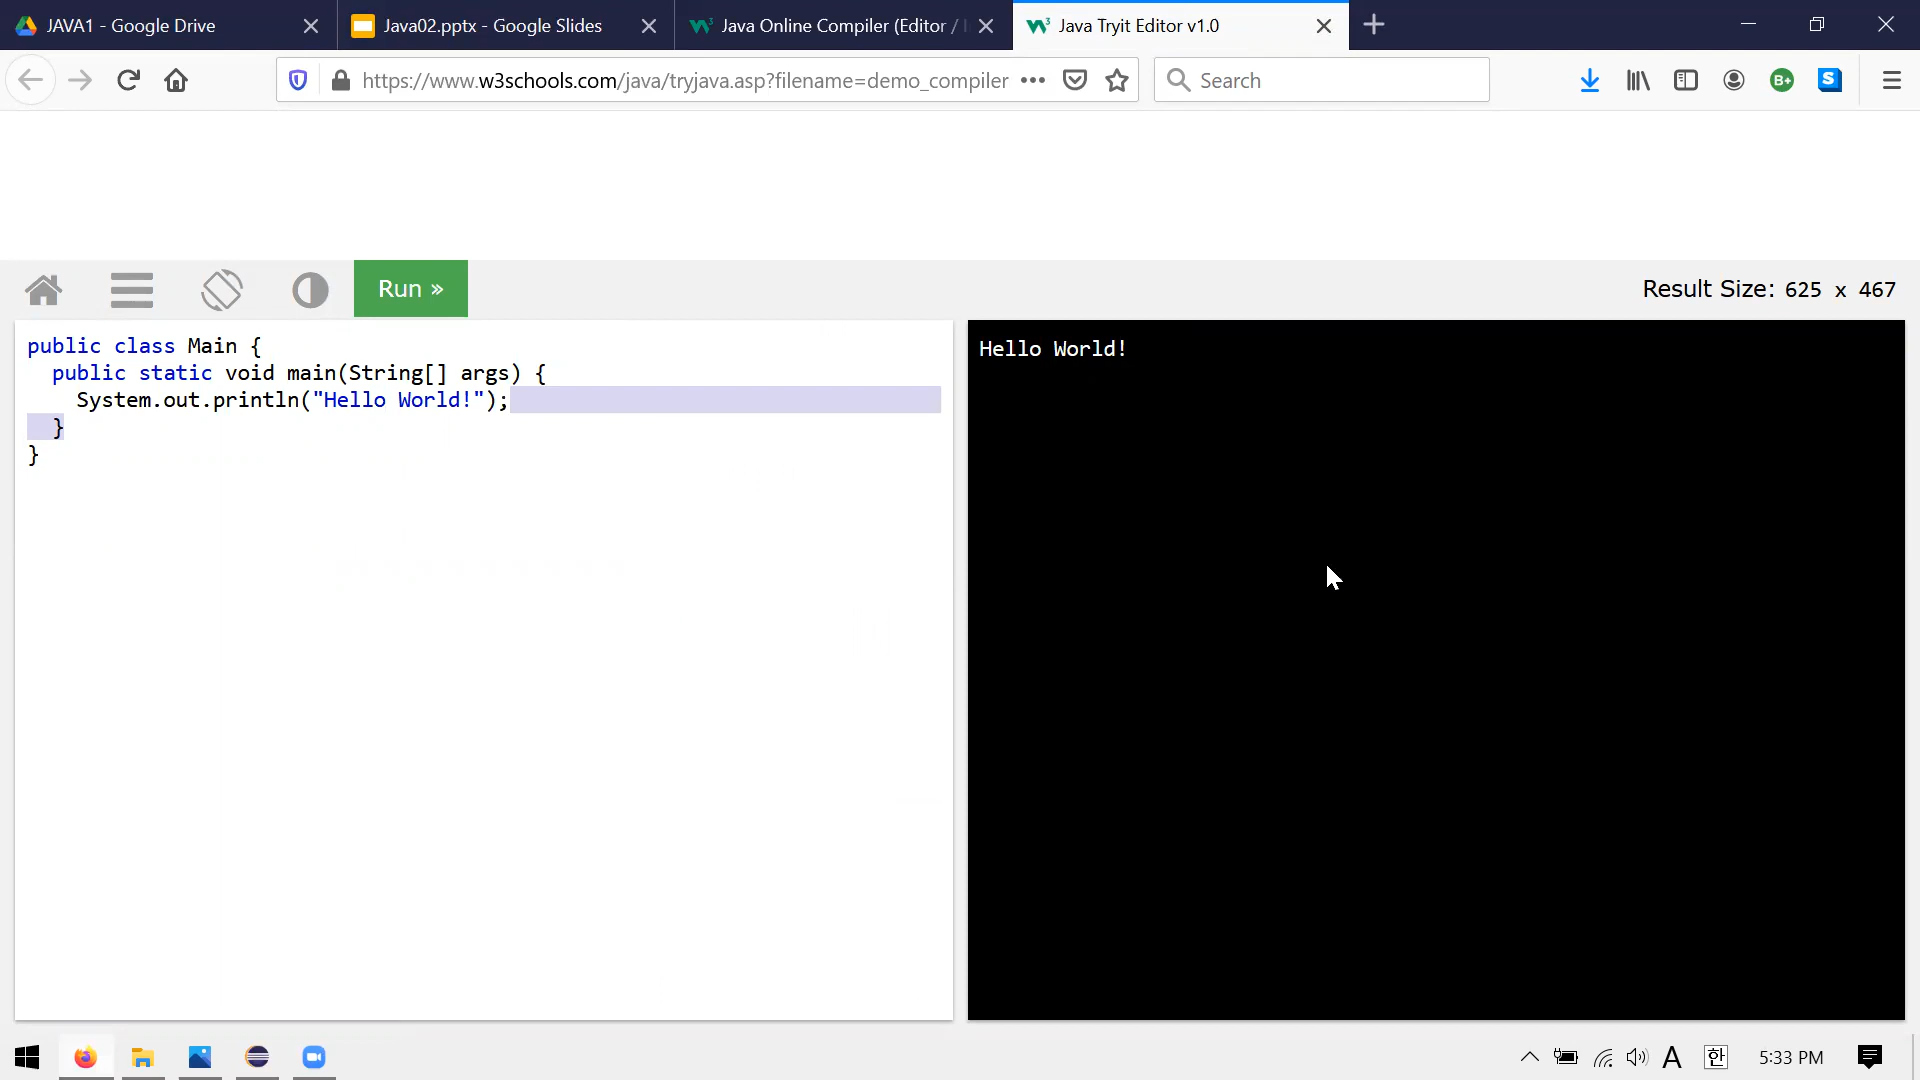 JAVA1 - Google Drive
Java02.pptx - Google Slides
Java Online Compiler (Editor /
Java Tryit Editor v1.0
https://www.w3schools.com/java/tryjava.asp?filename=demo_compiler
Search
B+
S
Run »
Result Size: 625 x 467
public class Main {
  public static void main(String[] args) {
    System.out.println("Hello World!");
  }
}
Hello World!
A
한
5:33 PM